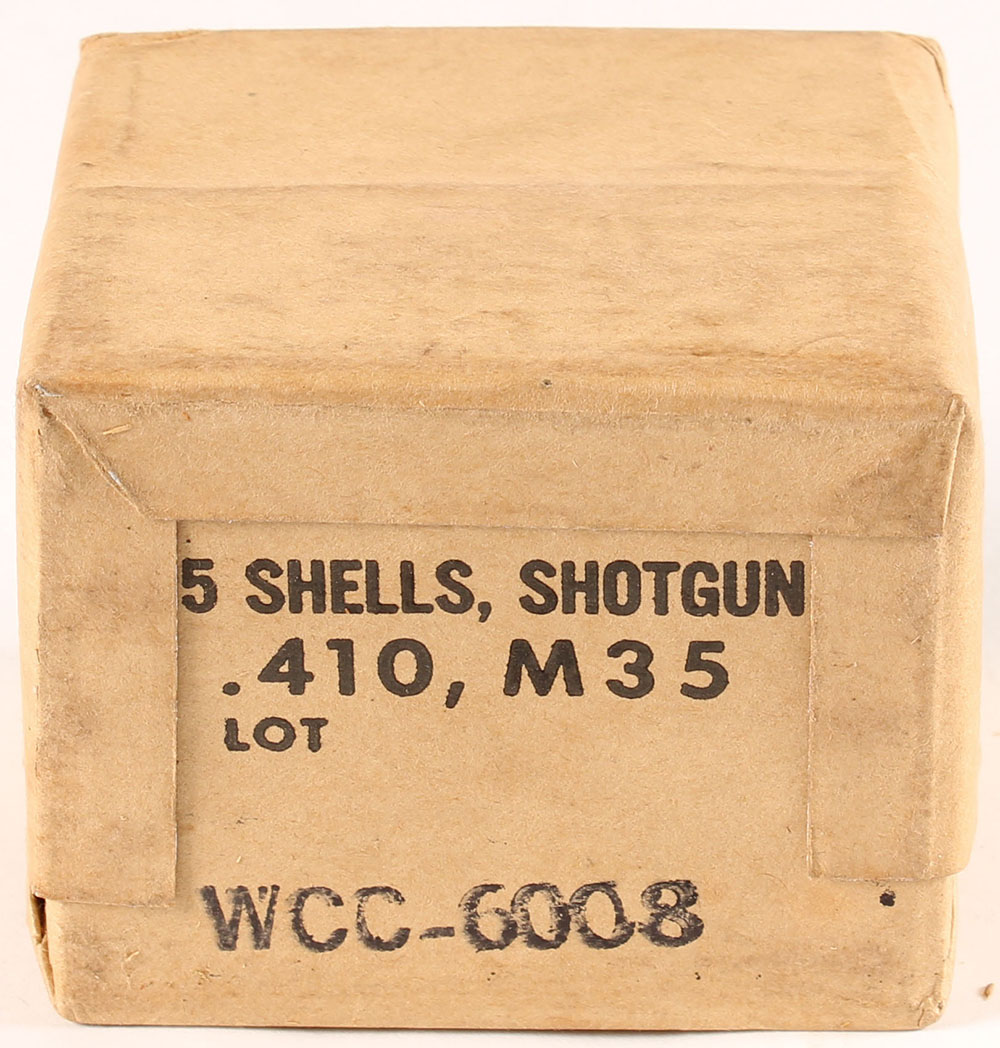 5 SHELLS, SHOTGUN
.410, M35
LOT
WCC-6008